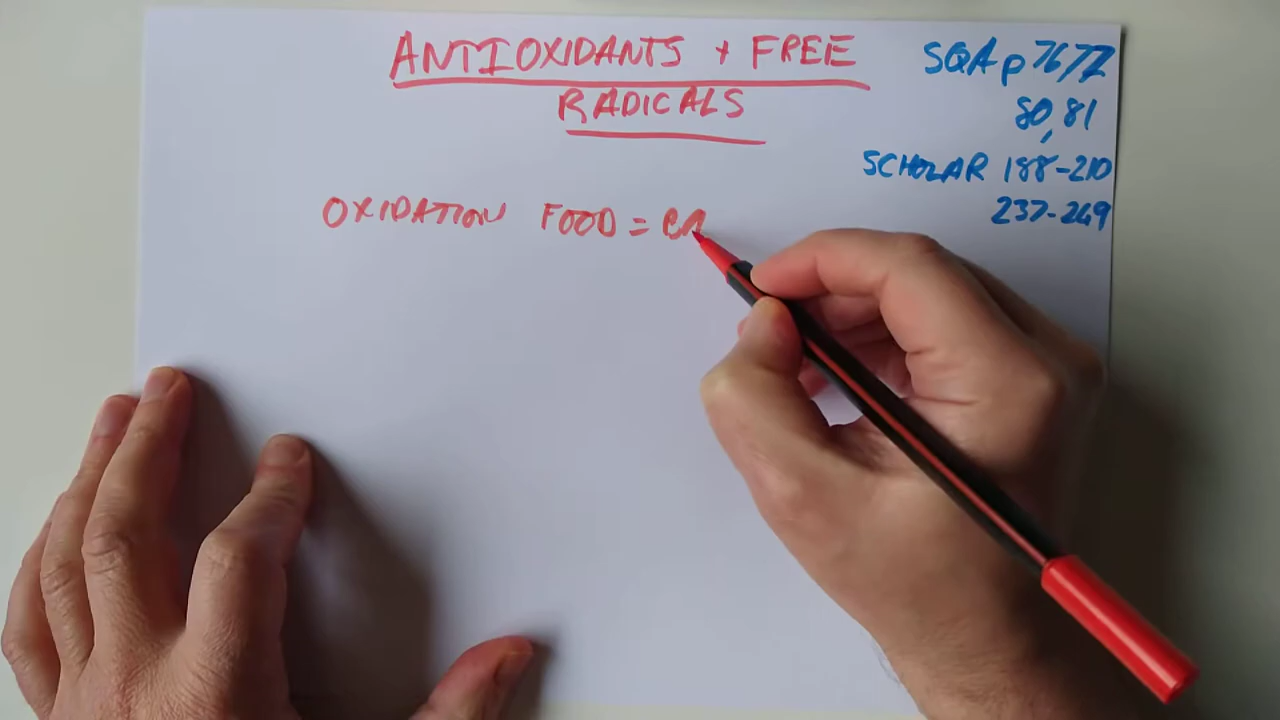 ANTIOXIDANTS + FREE
RADICALS
SQA p 76 77
80, 81
SCHOLAR 188-210
237-249
OXIDATION FOOD =